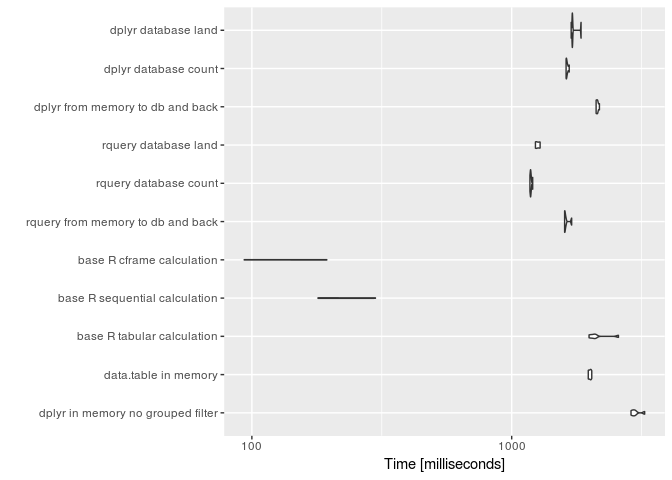 dplyr database land
dplyr database count
dplyr from memory to db and back
rquery database land
rquery database count
rquery from memory to db and back
base R cframe calculation
base R sequential calculation
base R tabular calculation
data.table in memory
dplyr in memory no grouped filter
100 1000
Time [milliseconds]